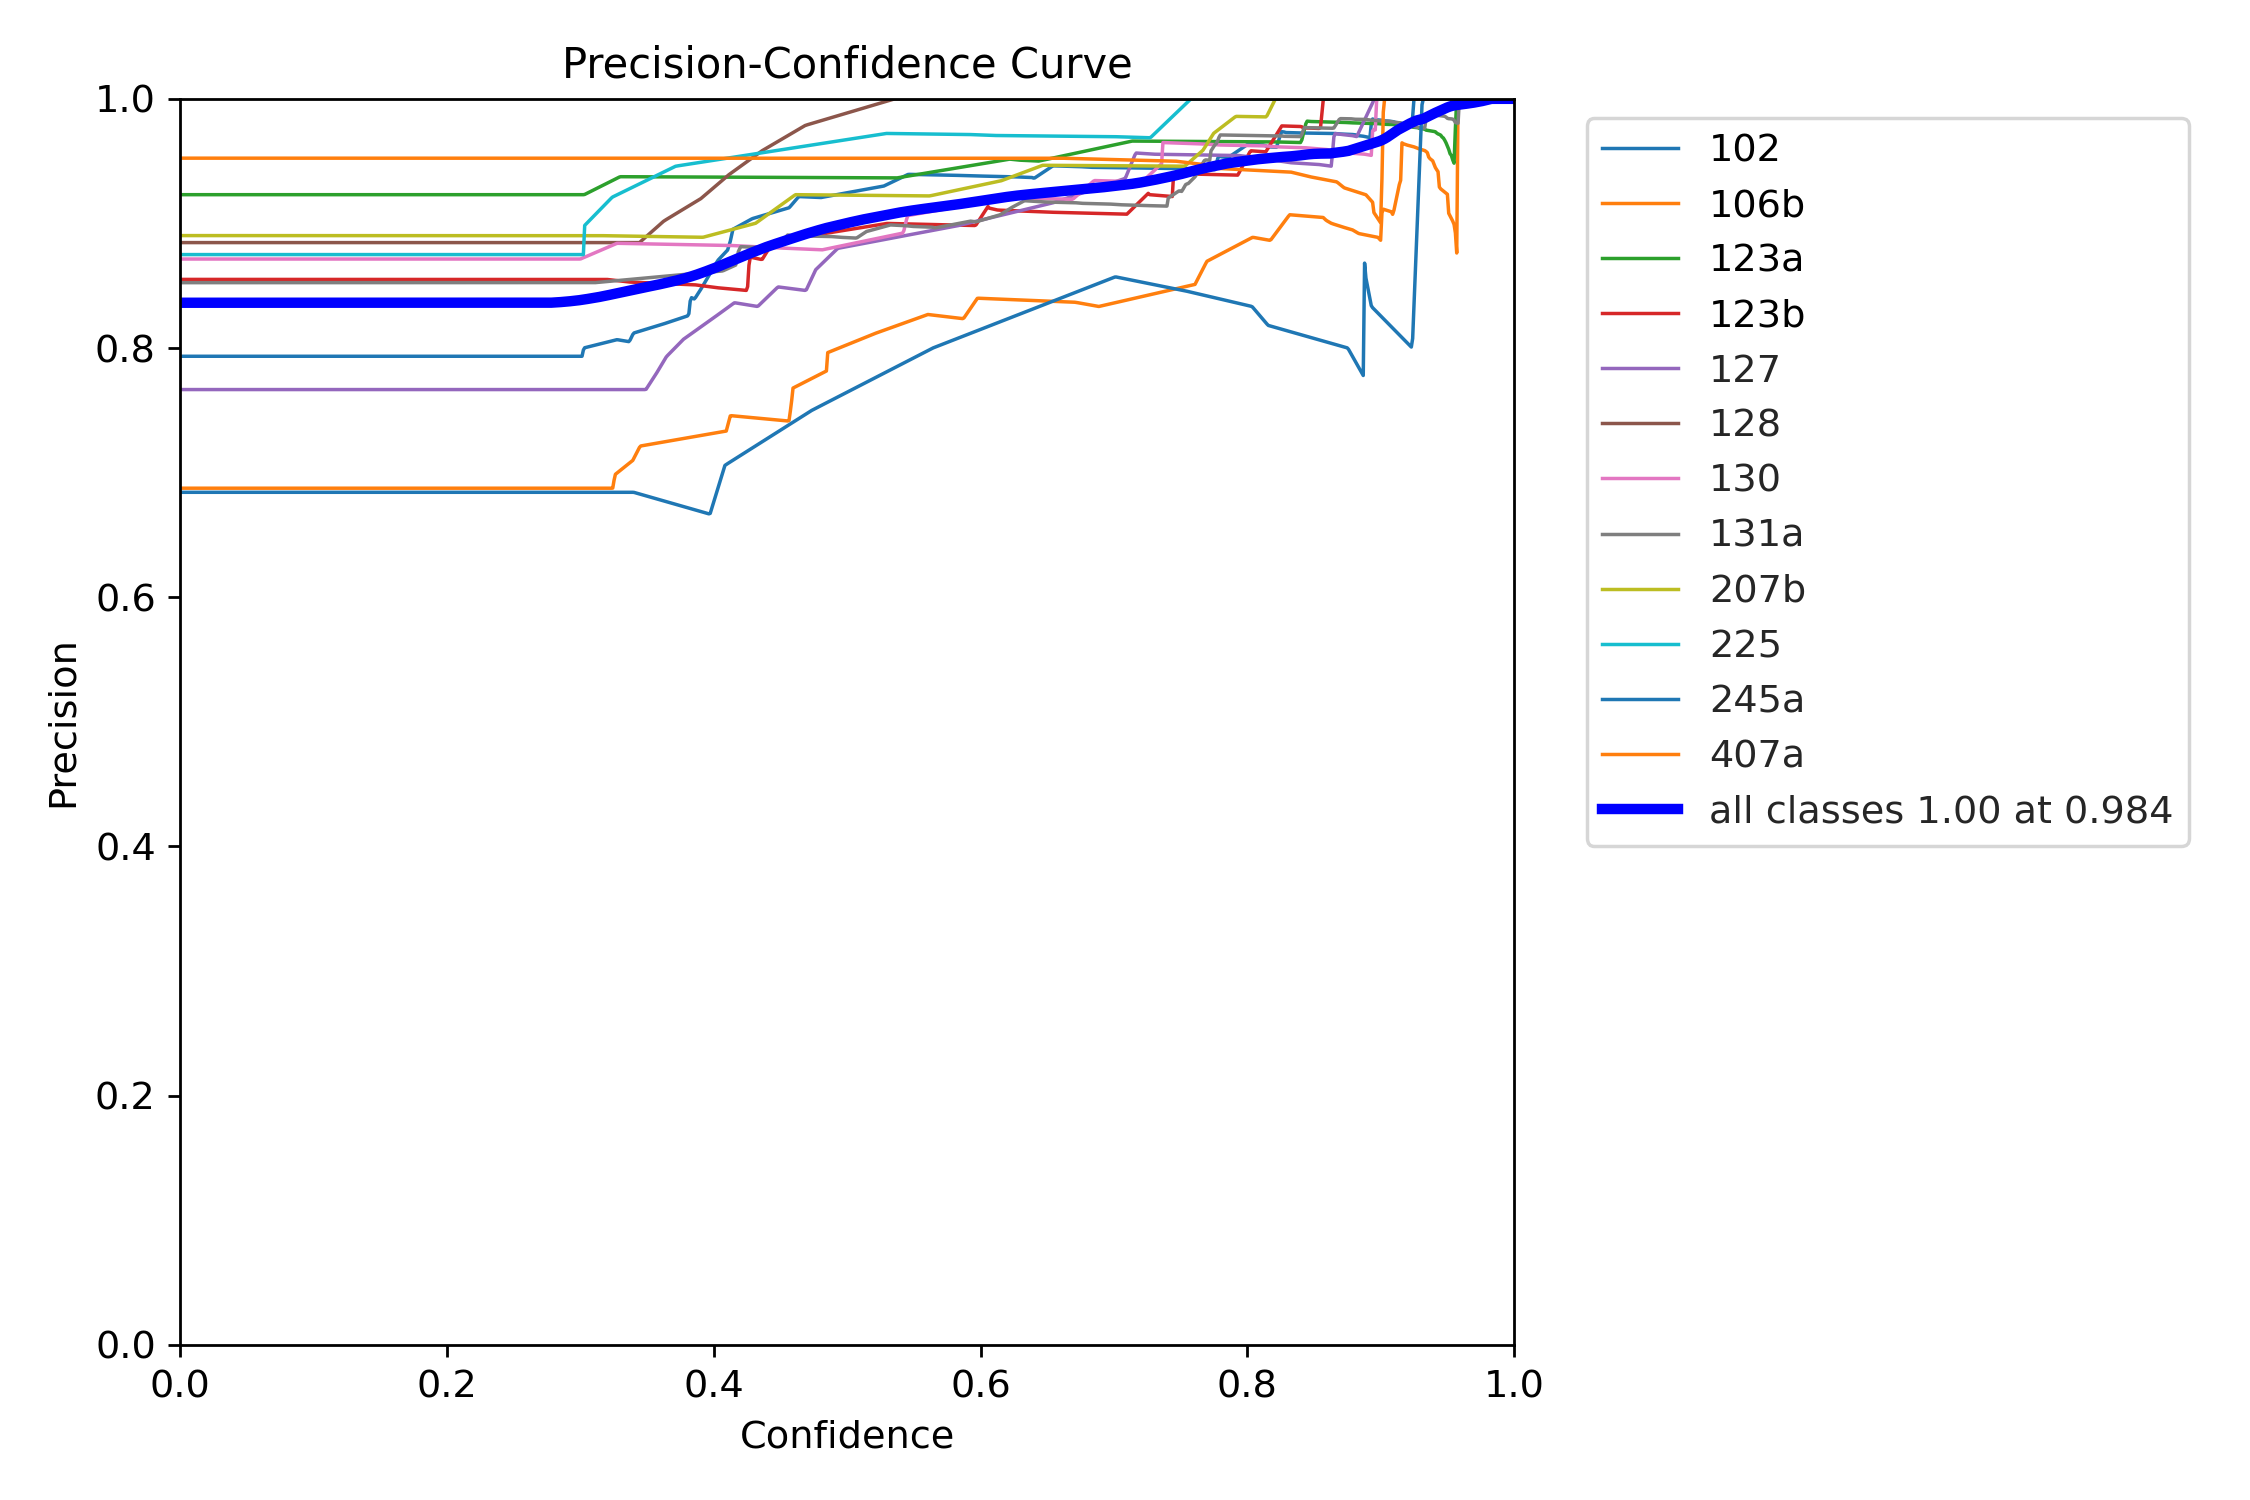 Precision-Confidence Curve
1.0
0.8
0.6
0.4
0.2
0.0
Precision
0.0 0.2 0.4 0.6 0.8 1.0
Confidence
102
106b
123a
123b
127
128
130
131a
207b
225
245a
407a
all classes 1.00 at 0.984